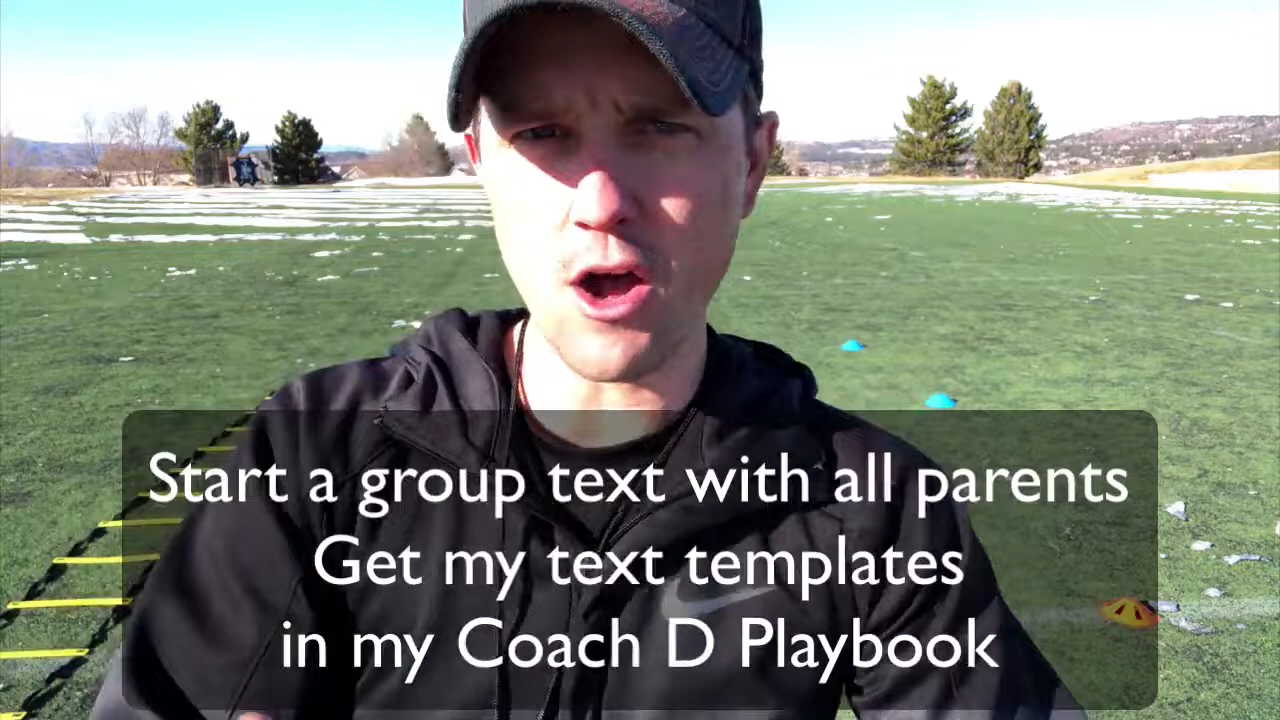 Start a group text with all parents
Get my text templates
in my Coach D Playbook